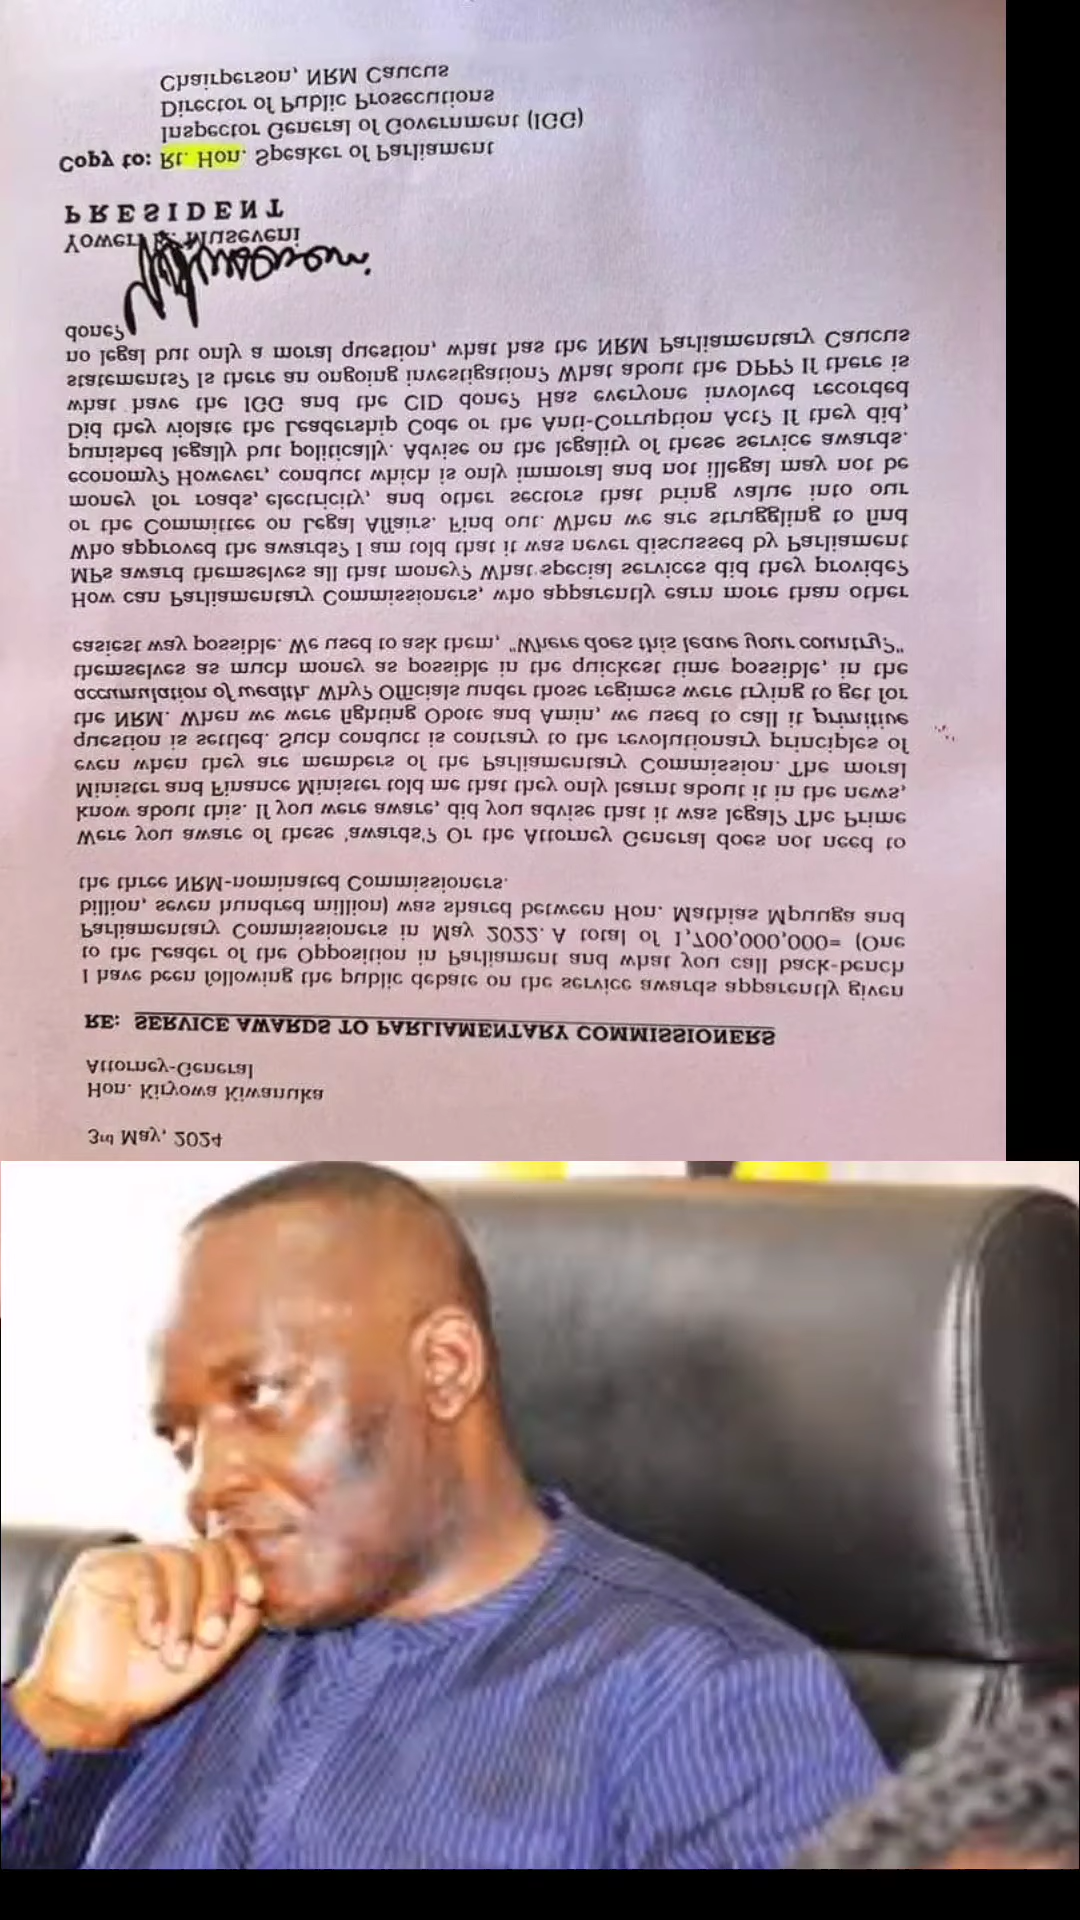 3rd May, 2024
Hon. Kiryowa Kiwanuka
Attorney-General
RE: SERVICE AWARDS TO PARLIAMENTARY COMMISSIONERS
I have been following the public debate on the service awards apparently given
to the Leader of the Opposition in Parliament and what you call back-bench
Parliamentary Commissioners in May 2022. A total of 1,700,000,000= (One
billion, seven hundred million) was shared between Hon. Mathias Mpuuga and
the three NRM-nominated Commissioners.
Were you aware of these 'awards'? Or the Attorney General does not need to
know about this. If you were aware, did you advise that it was legal? The Prime
Minister and Finance Minister told me that they only learnt about it in the news,
even when they are members of the Parliamentary Commission. The moral
question is settled. Such conduct is contrary to the revolutionary principles of
the NRM. When we were fighting Obote and Amin, we used to call it primitive
accumulation of wealth. Why? Officials under those regimes were trying to get for
themselves as much money as possible in the quickest time possible, in the
easiest way possible. We used to ask them, "Where does this leave your country?"
How can Parliamentary Commissioners, who apparently earn more than other
MPs award themselves all that money? What special services did they provide?
Who approved the awards? I am told that it was never discussed by Parliament
or the Committee on Legal Affairs. Find out. When we are struggling to find
money for roads, electricity, and other sectors that bring value into our
economy? However, conduct which is only immoral and not illegal may not be
punished legally but politically. Advise on the legality of these service awards.
Did they violate the Leadership Code or the Anti-Corruption Act? If they did,
what have the IGG and the CID done? Has everyone involved recorded
statements? Is there an ongoing investigation? What about the DPP? If there is
no legal but only a moral question, what has the NRM Parliamentary Caucus
done?
Yoweri K. Museveni
PRESIDENT
Copy to: Rt. Hon. Speaker of Parliament
Inspector General of Government (IGG)
Director of Public Prosecutions
Chairperson, NRM Caucus